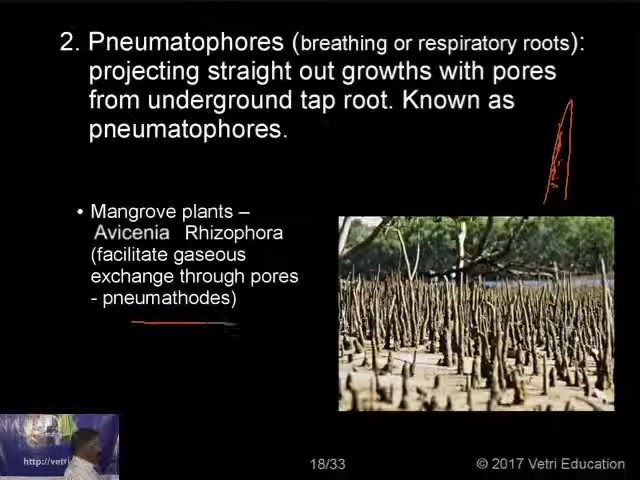 2. Pneumatophores (breathing or respiratory roots):
projecting straight out growths with pores
from underground tap root. Known as
pneumatophores.
• Mangrove plants –
Avicenia Rhizophora
(facilitate gaseous
exchange through pores
- pneumathodes)
http://vetri
18/33
© 2017 Vetri Education